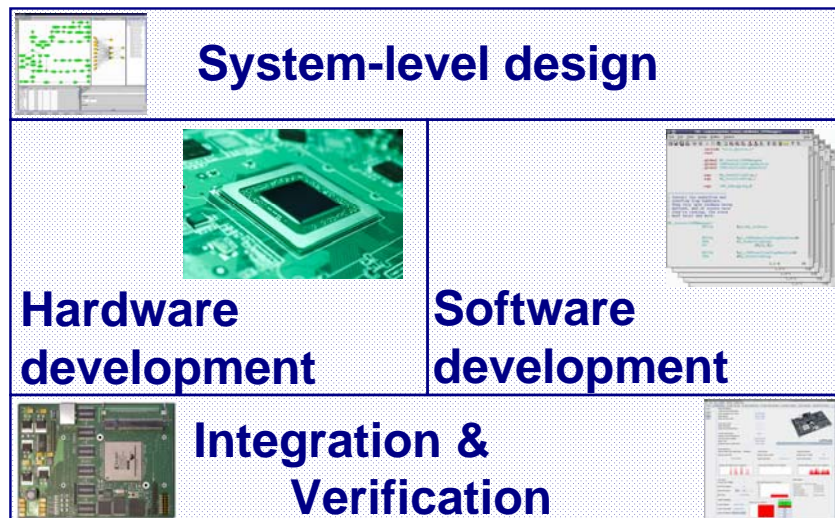 System-level design
Hardware
development
Software
development
Integration &
Verification